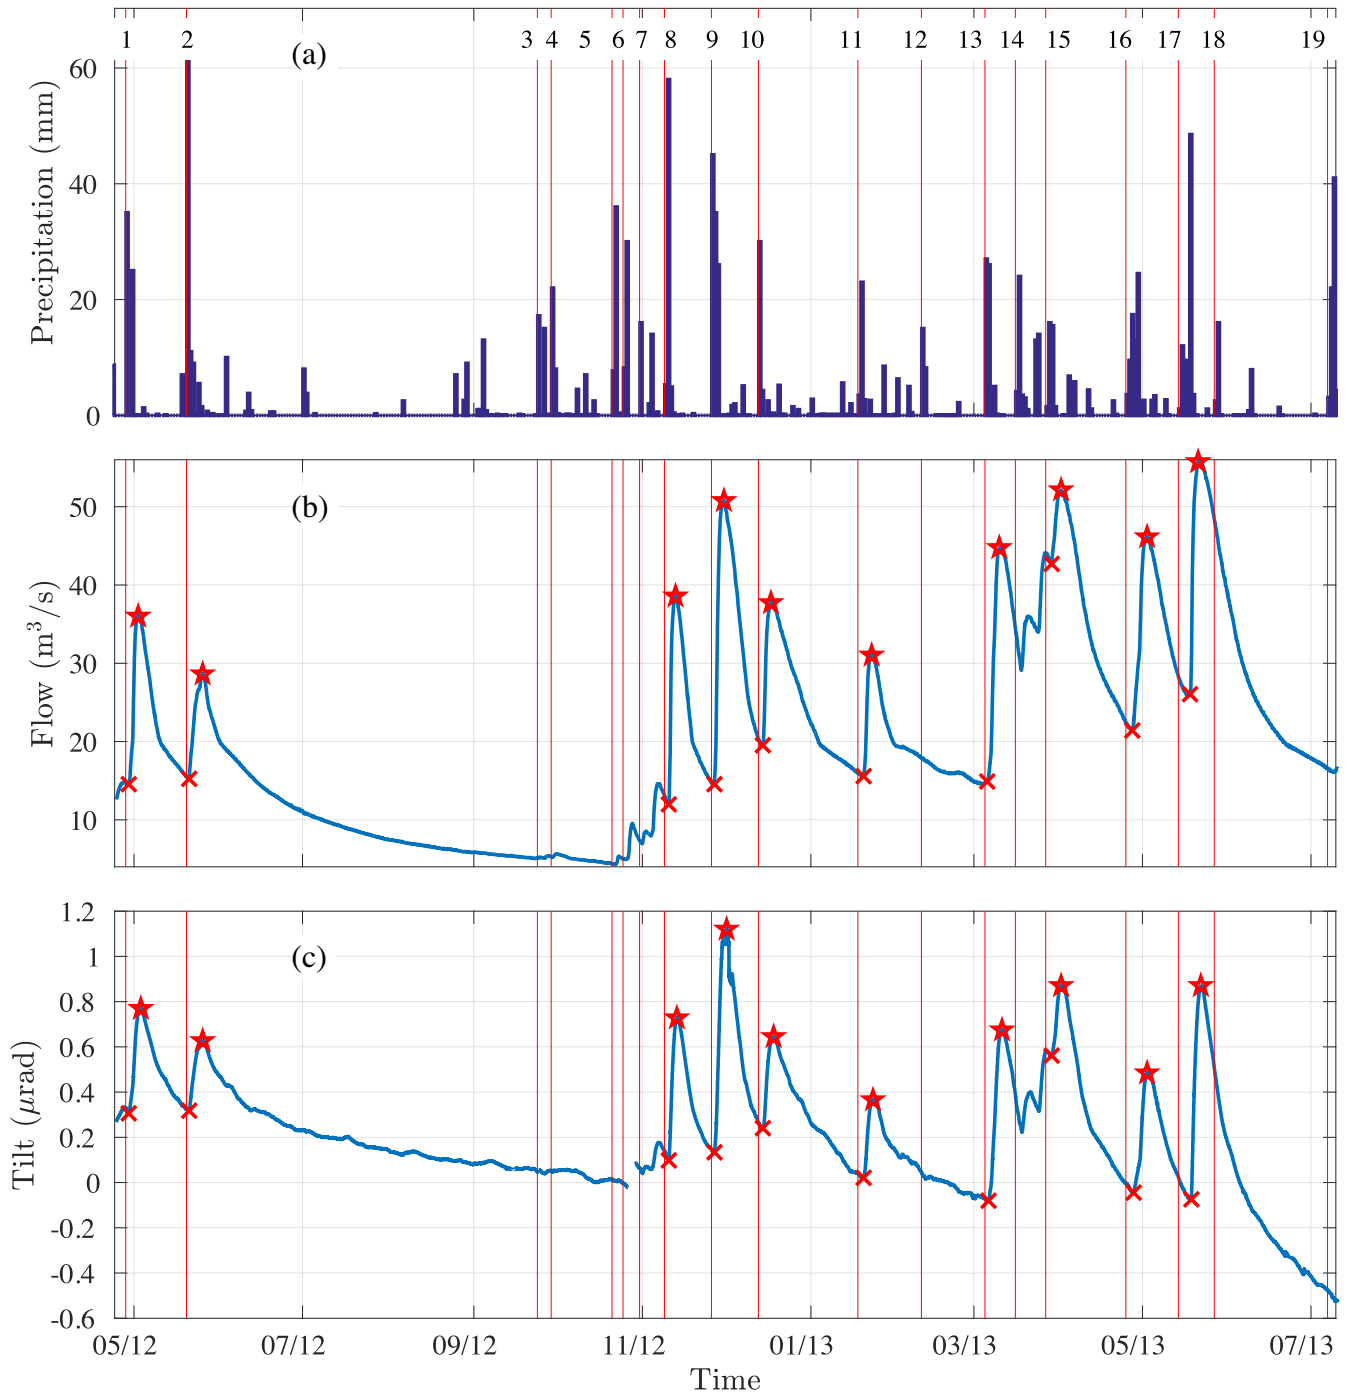 1 2 3 4 5 6 7 8 9 10 11 12 13 14 15 16 17 18 19
(a)
60
40
20
0
Precipitation (mm)
(b)
50
40
30
20
10
Flow (m³/s)
(c)
1.2
1
0.8
0.6
0.4
0.2
0
-0.2
-0.4
-0.6
Tilt (μrad)
05/12 07/12 09/12 11/12 01/13 03/13 05/13 07/13
Time